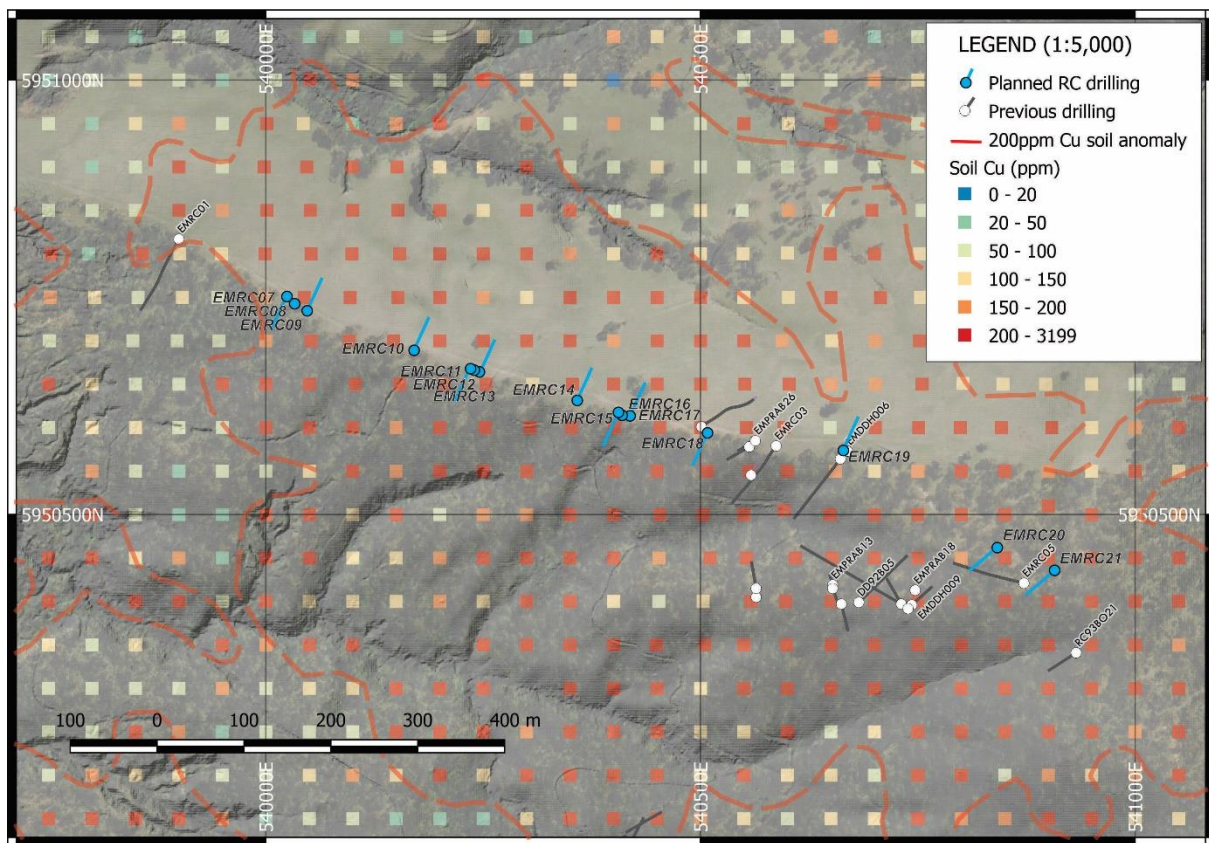 LEGEND (1:5,000)
Planned RC drilling
Previous drilling
200ppm Cu soil anomaly
Soil Cu (ppm)
0 - 20
20 - 50
50 - 100
100 - 150
150 - 200
200 - 3199
540000E
540500E
5951000N
EMRC01
EMRC07
EMRC08
EMRC09
EMRC10
EMRC11
EMRC12
EMRC13
EMRC14
EMRC15
EMRC16
EMRC17
EMRC18
EMPRAB26
EMRC03
EMDDH006
EMRC19
5950500N
5950500N
EMRC20
EMRC21
EMRC05
EMPRAB13
DD92B05
EMPRAB18
EMDDH009
RC93BO21
100 0 100 200 300 400 m
540000E
540500E
541000E